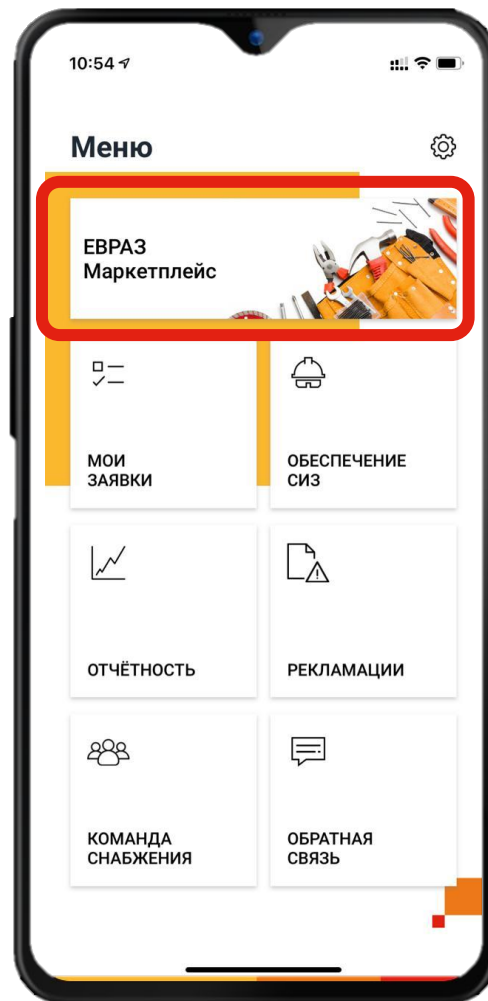 10:54
Меню
ЕВРАЗ
Маркетплейс
МОИ
ЗАЯВКИ
ОБЕСПЕЧЕНИЕ
СИЗ
ОТЧЁТНОСТЬ
РЕКЛАМАЦИИ
КОМАНДА
СНАБЖЕНИЯ
ОБРАТНАЯ
СВЯЗЬ